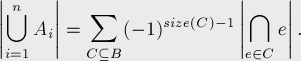 $$\left|\bigcup_{i=1}^{n} A_i\right| = \sum_{C \subseteq B} (-1)^{size(C)-1} \left|\bigcap_{e \in C} e\right|.$$